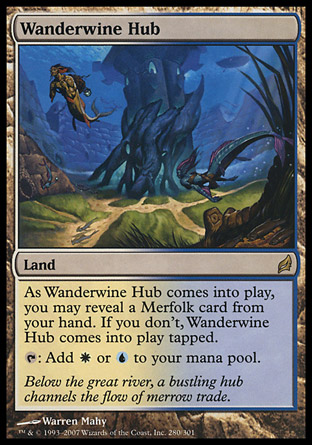 Wanderwine Hub
Land
As Wanderwine Hub comes into play,
you may reveal a Merfolk card from
your hand. If you don't, Wanderwine
Hub comes into play tapped.
: Add or to your mana pool.
Below the great river, a bustling hub
channels the flow of merrow trade.
Warren Mahy
™ & © 1993–2007 Wizards of the Coast, Inc. 280/301